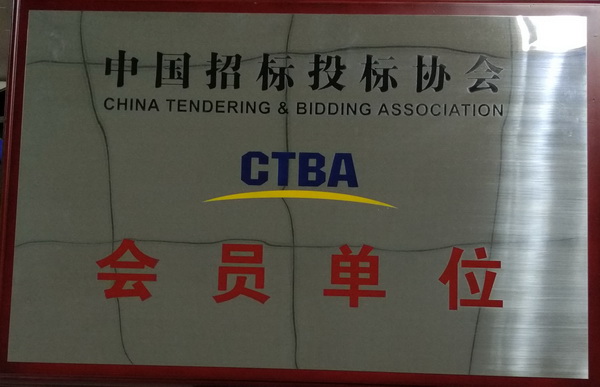 中国招标投标协会
CHINA TENDERING & BIDDING ASSOCIATION
CTBA
会员单位